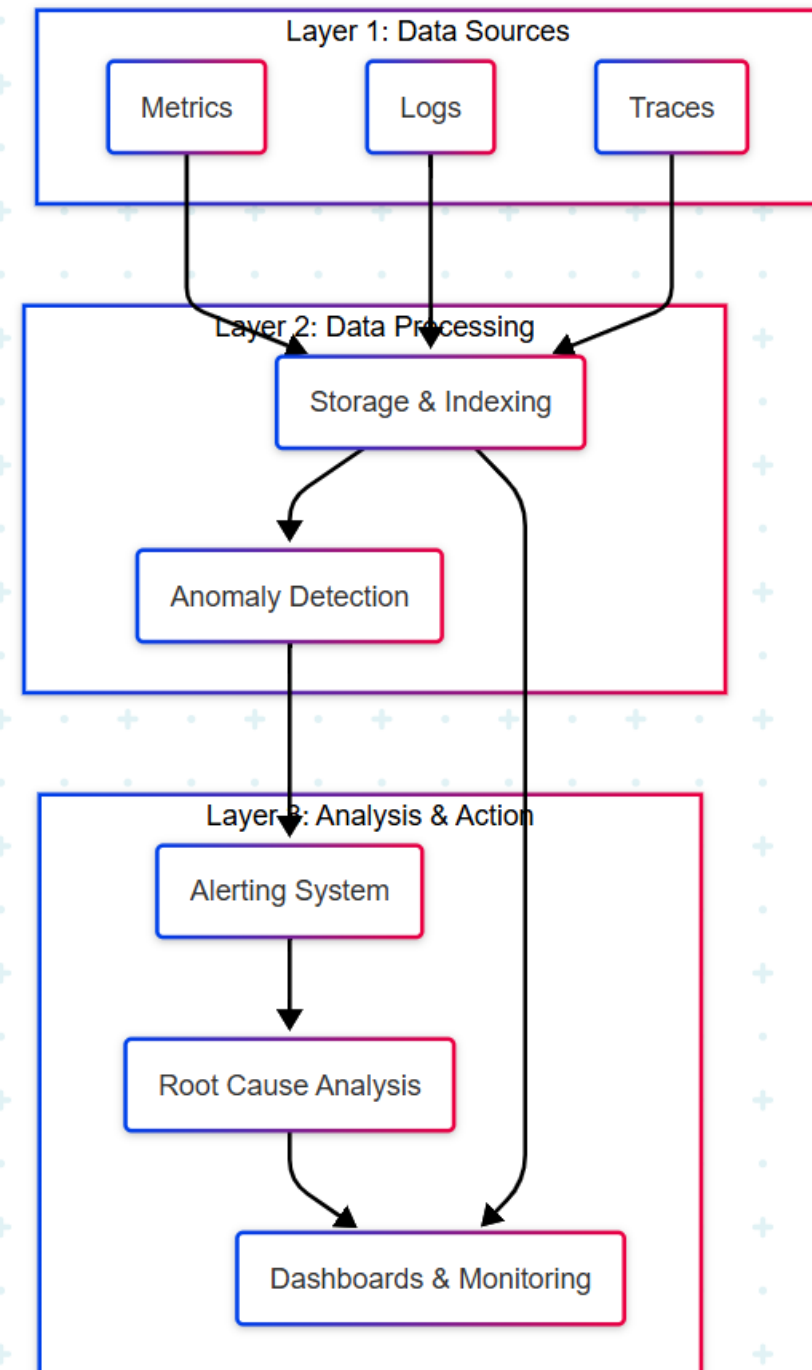 Layer 1: Data Sources
Metrics
Logs
Traces
Layer 2: Data Processing
Storage & Indexing
Anomaly Detection
Layer 3: Analysis & Action
Alerting System
Root Cause Analysis
Dashboards & Monitoring